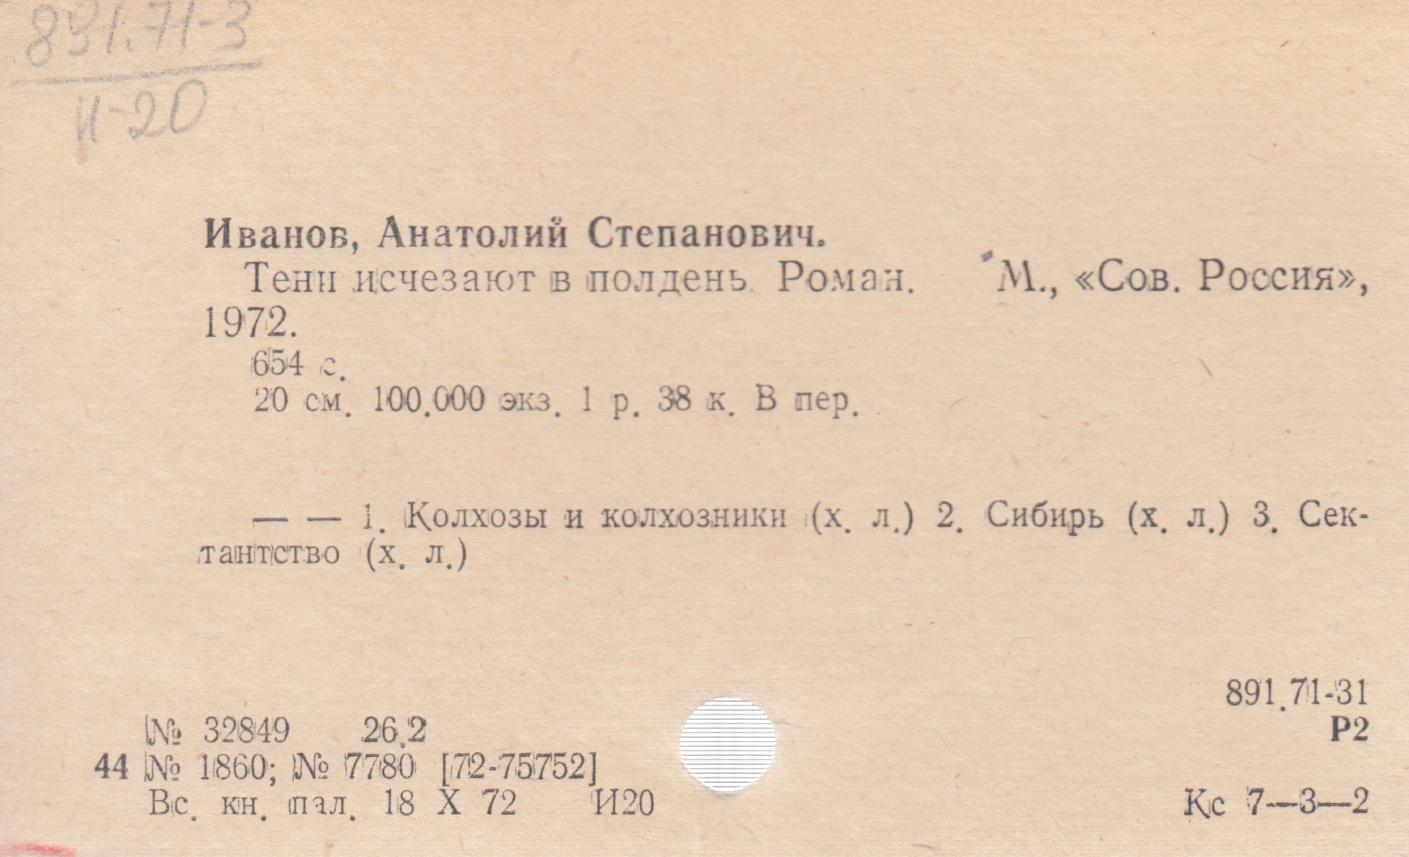 891.71-3
И-20
Иванов, Анатолий Степанович.
Тени исчезают в полдень. Роман. М., «Сов. Россия»,
1972.
654 с.
20 см. 100.000 экз. 1 р. 38 к. В пер.
— — 1. Колхозы и колхозники (х. л.) 2. Сибирь (х. л.) 3. Сек-
тантство (х. л.)
891.71-31
№ 32849 26.2
Р2
44 № 1860; № 7780 [72-75752]
Вс. кн. пал. 18 X 72 И20
Кс 7—3—2